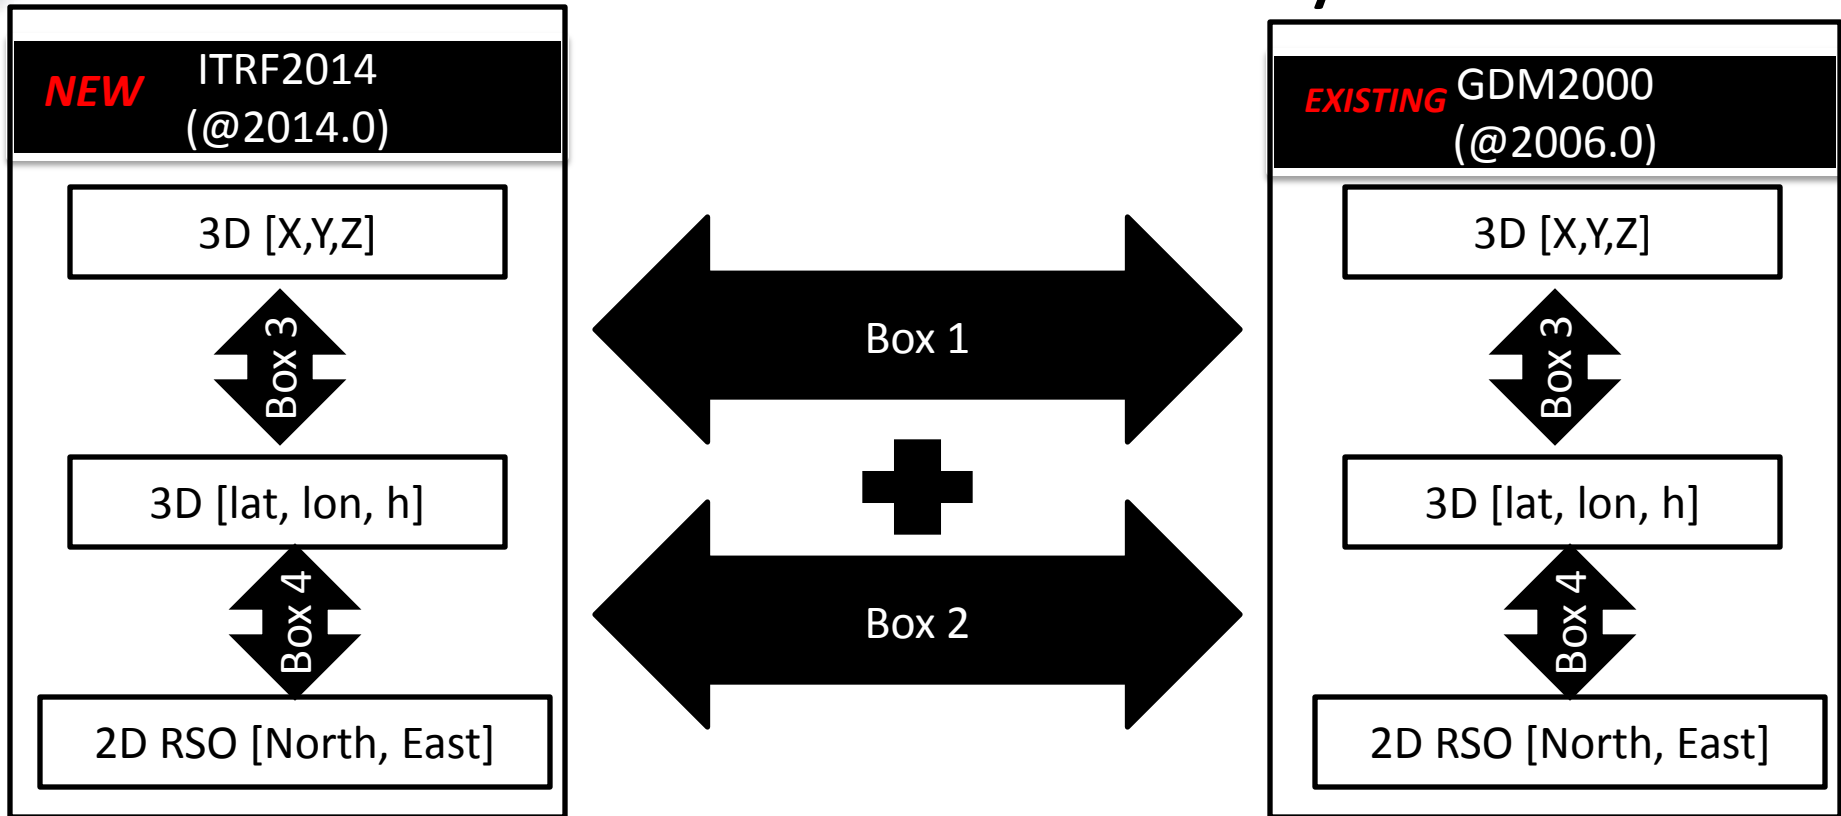 NEW ITRF2014
(@2014.0)
3D [X,Y,Z]
Box 3
3D [lat, lon, h]
Box 4
2D RSO [North, East]
Box 1
Box 2
EXISTING GDM2000
(@2006.0)
3D [X,Y,Z]
Box 3
3D [lat, lon, h]
Box 4
2D RSO [North, East]